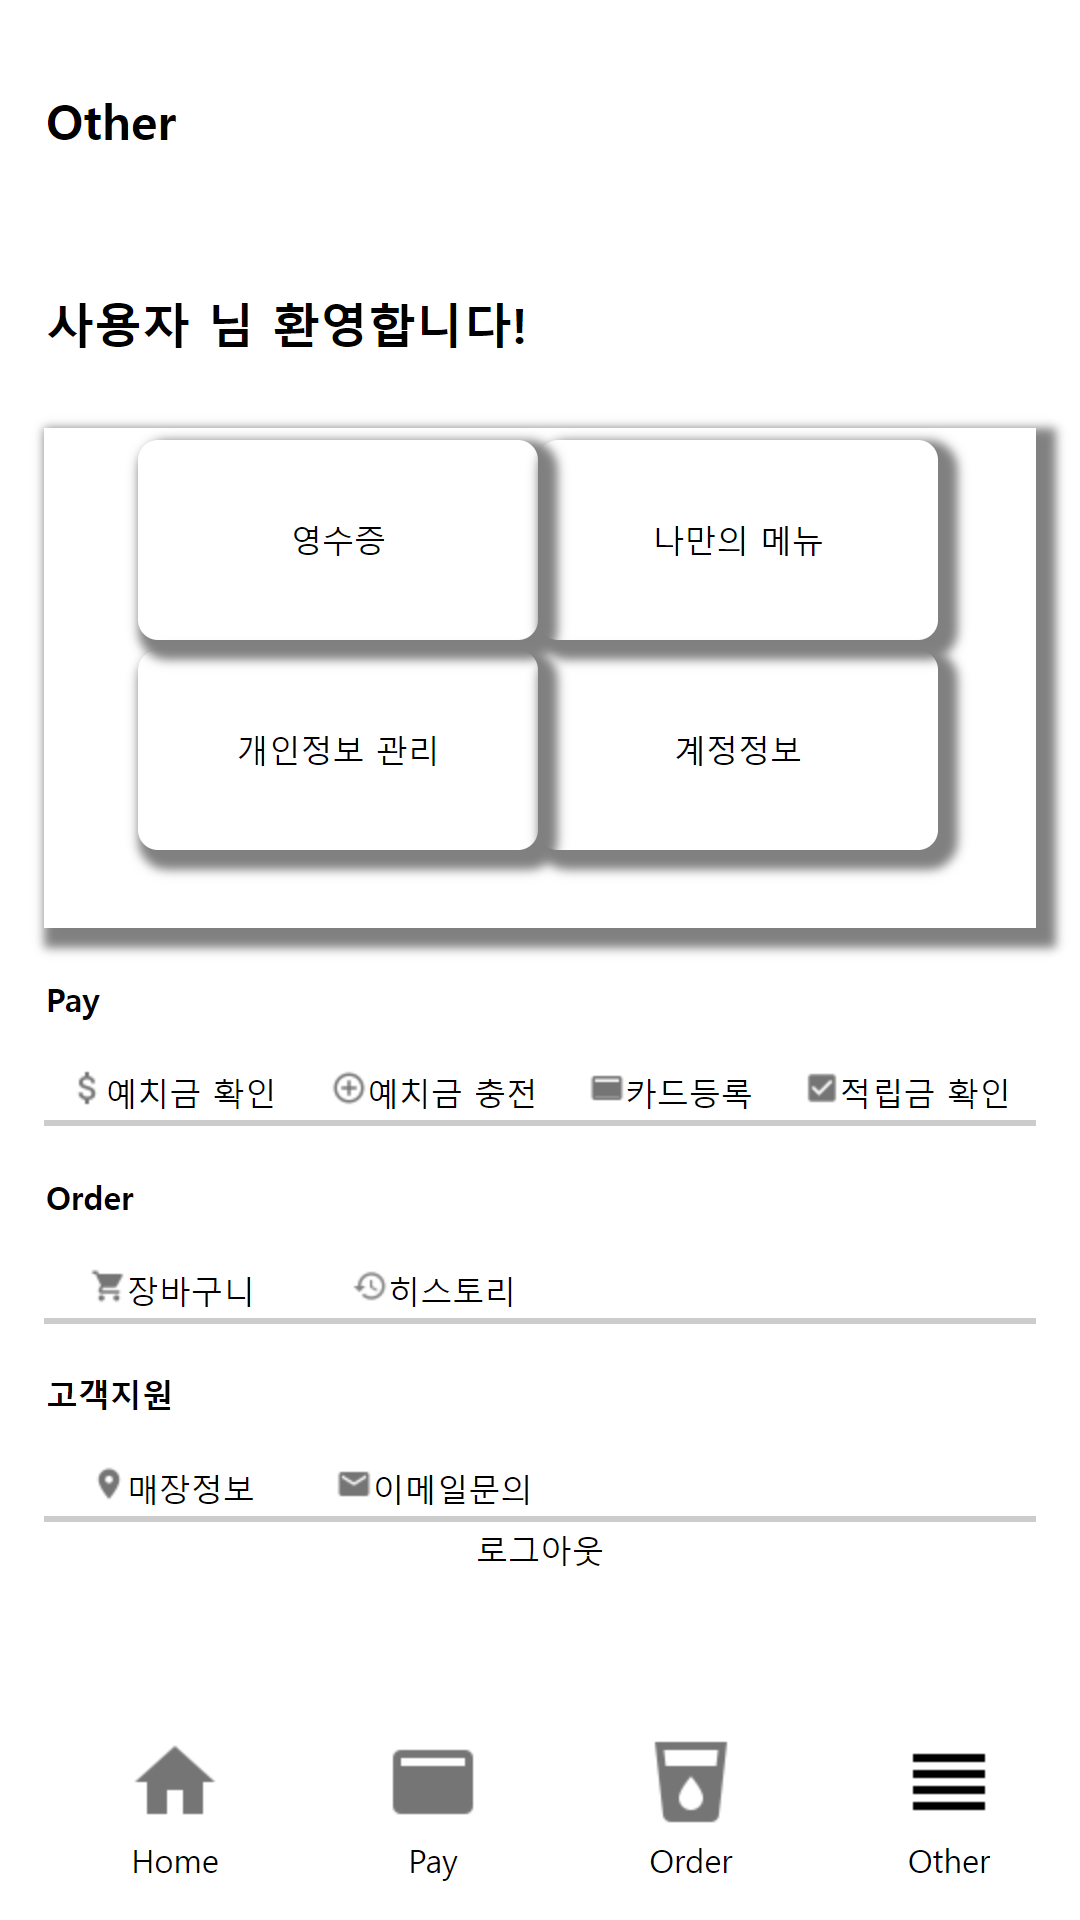 Other
사용자 님 환영합니다!
영수증 나만의 메뉴
개인정보 관리 계정정보
Pay
예치금 확인 예치금 충전 카드등록 적립금 확인
Order
장바구니 히스토리
고객지원
매장정보 이메일문의
로그아웃
Home Pay Order Other